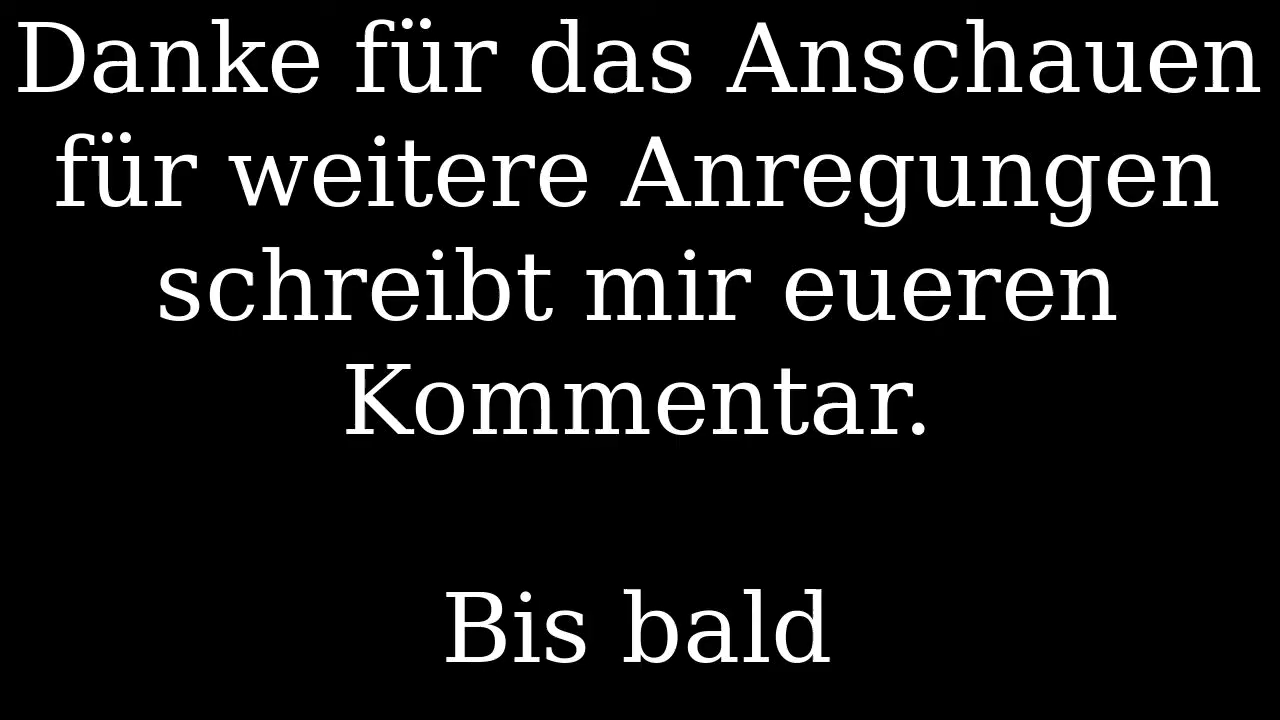 Danke für das Anschauen
für weitere Anregungen
schreibt mir eueren
Kommentar.
Bis bald